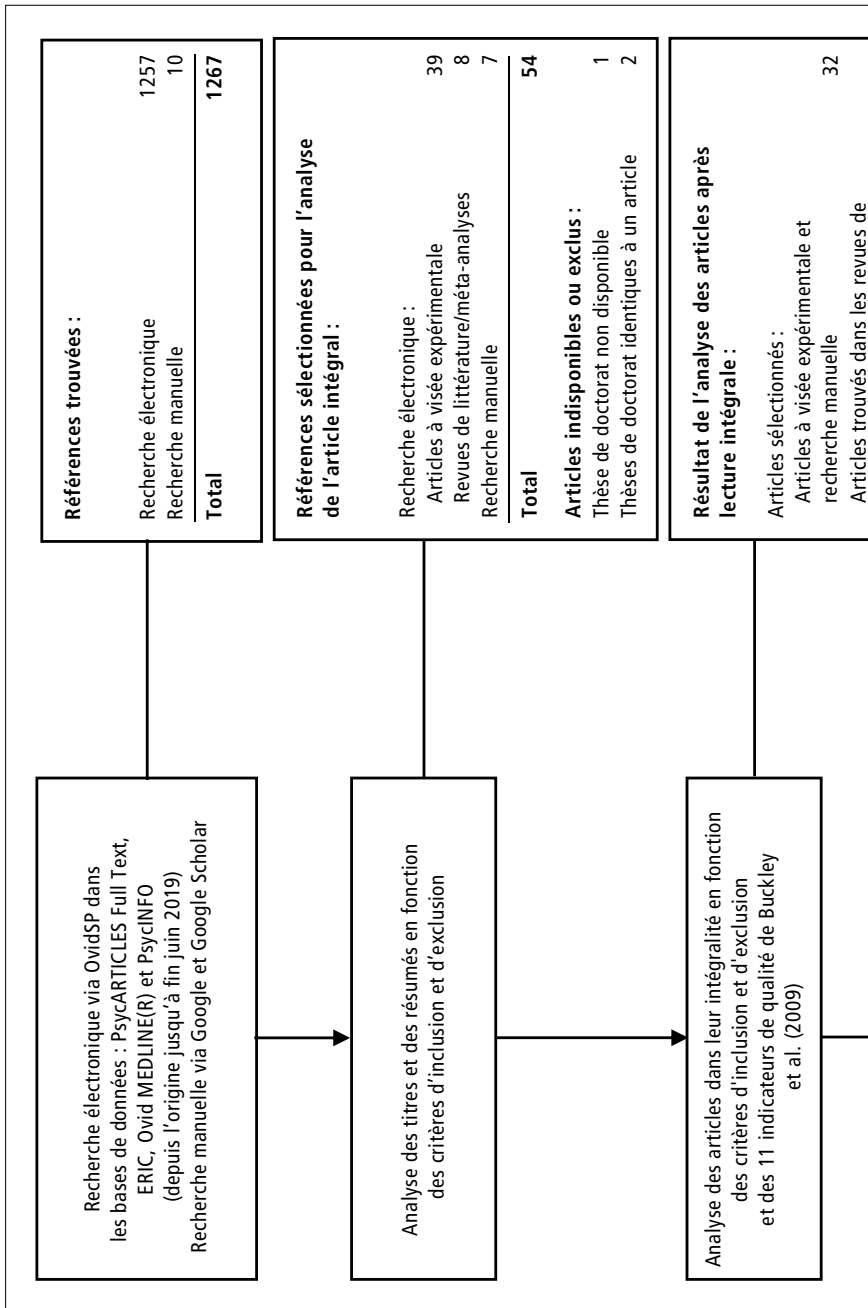 Recherche électronique via OvidSP dans
les bases de données : PsycARTICLES Full Text,
ERIC, Ovid MEDLINE(R) et PsycINFO
(depuis l'origine jusqu'à fin juin 2019)
Recherche manuelle via Google et Google Scholar
Références trouvées :
Recherche électronique 1257
Recherche manuelle 10
Total 1267
Analyse des titres et des résumés en fonction
des critères d'inclusion et d'exclusion
Références sélectionnées pour l'analyse
de l'article intégral :
Recherche électronique :
Articles à visée expérimentale 39
Revues de littérature/méta-analyses 8
Recherche manuelle 7
Total 54
Articles indisponibles ou exclus :
Thèse de doctorat non disponible 1
Thèses de doctorat identiques à un article 2
Analyse des articles dans leur intégralité en fonction
des critères d'inclusion et d'exclusion
et des 11 indicateurs de qualité de Buckley
et al. (2009)
Résultat de l'analyse des articles après
lecture intégrale :
Articles sélectionnés :
Articles à visée expérimentale et
recherche manuelle 32
Articles trouvés dans les revues de